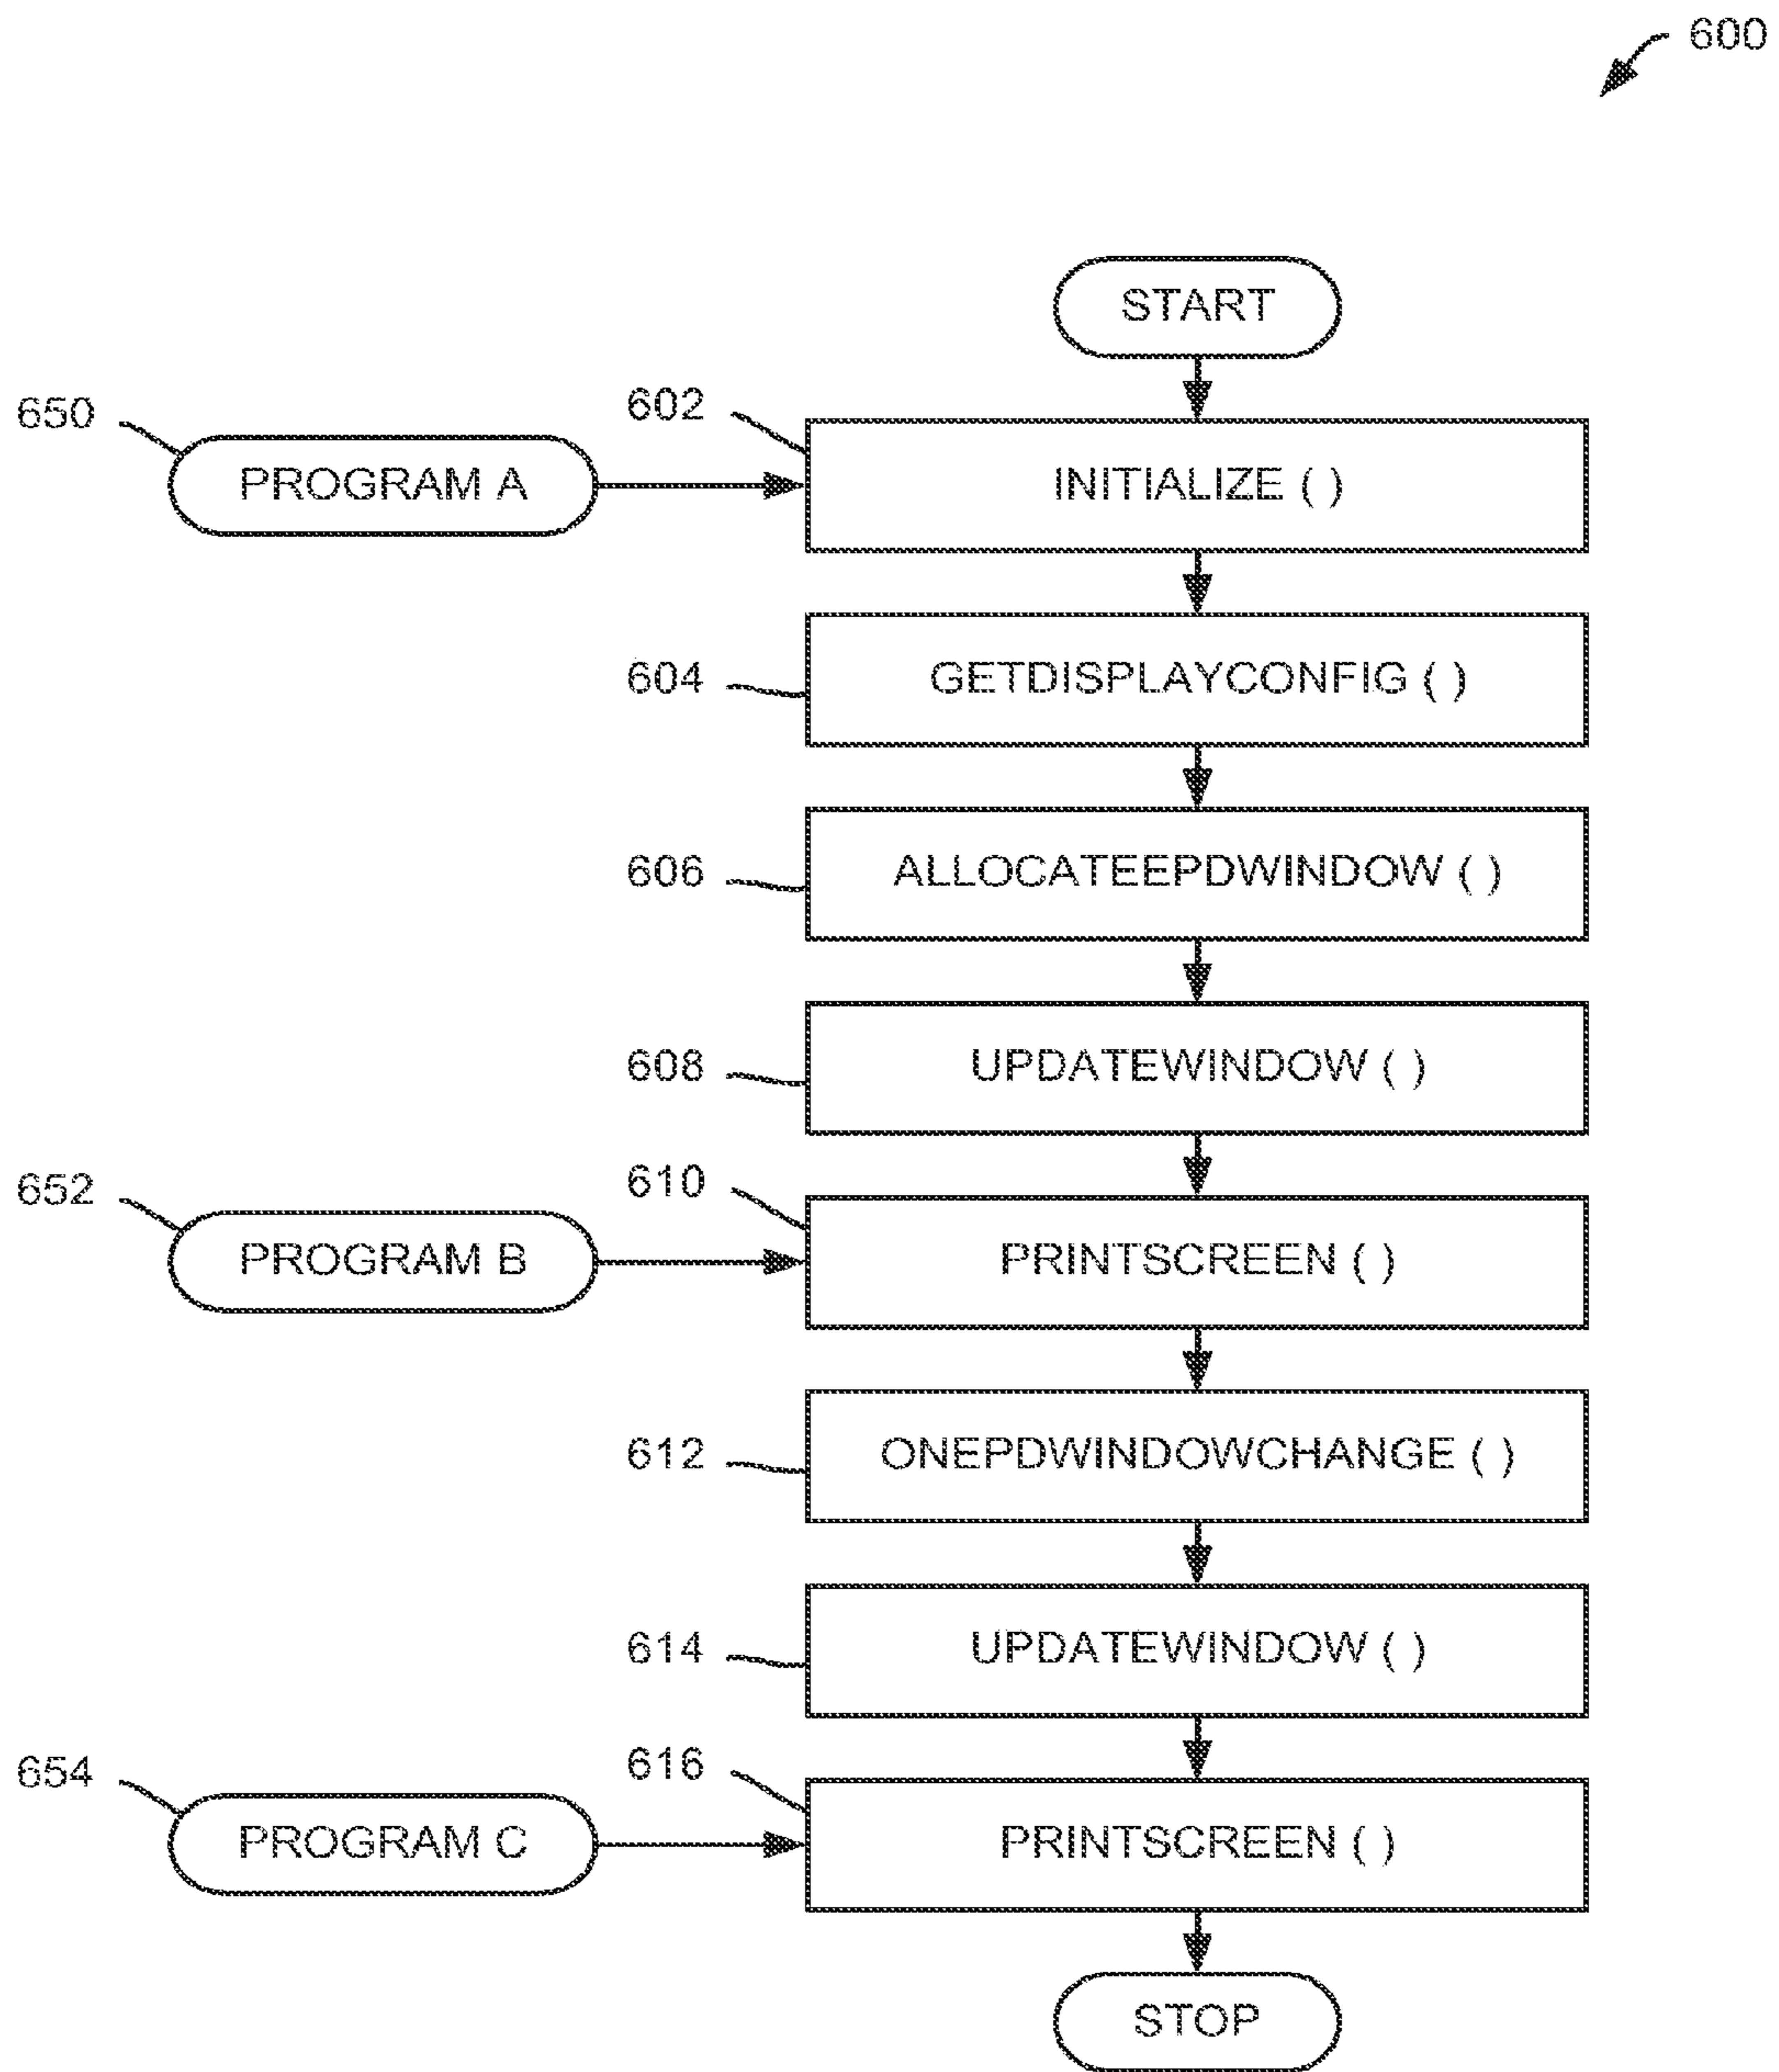 600
START
650
602
PROGRAM A
INITIALIZE ( )
604
GETDISPLAYCONFIG ( )
606
ALLOCATEEPDWINDOW ( )
608
UPDATEWINDOW ( )
652
610
PROGRAM B
PRINTSCREEN ( )
612
ONEPDWINDOWCHANGE ( )
614
UPDATEWINDOW ( )
654
616
PROGRAM C
PRINTSCREEN ( )
STOP